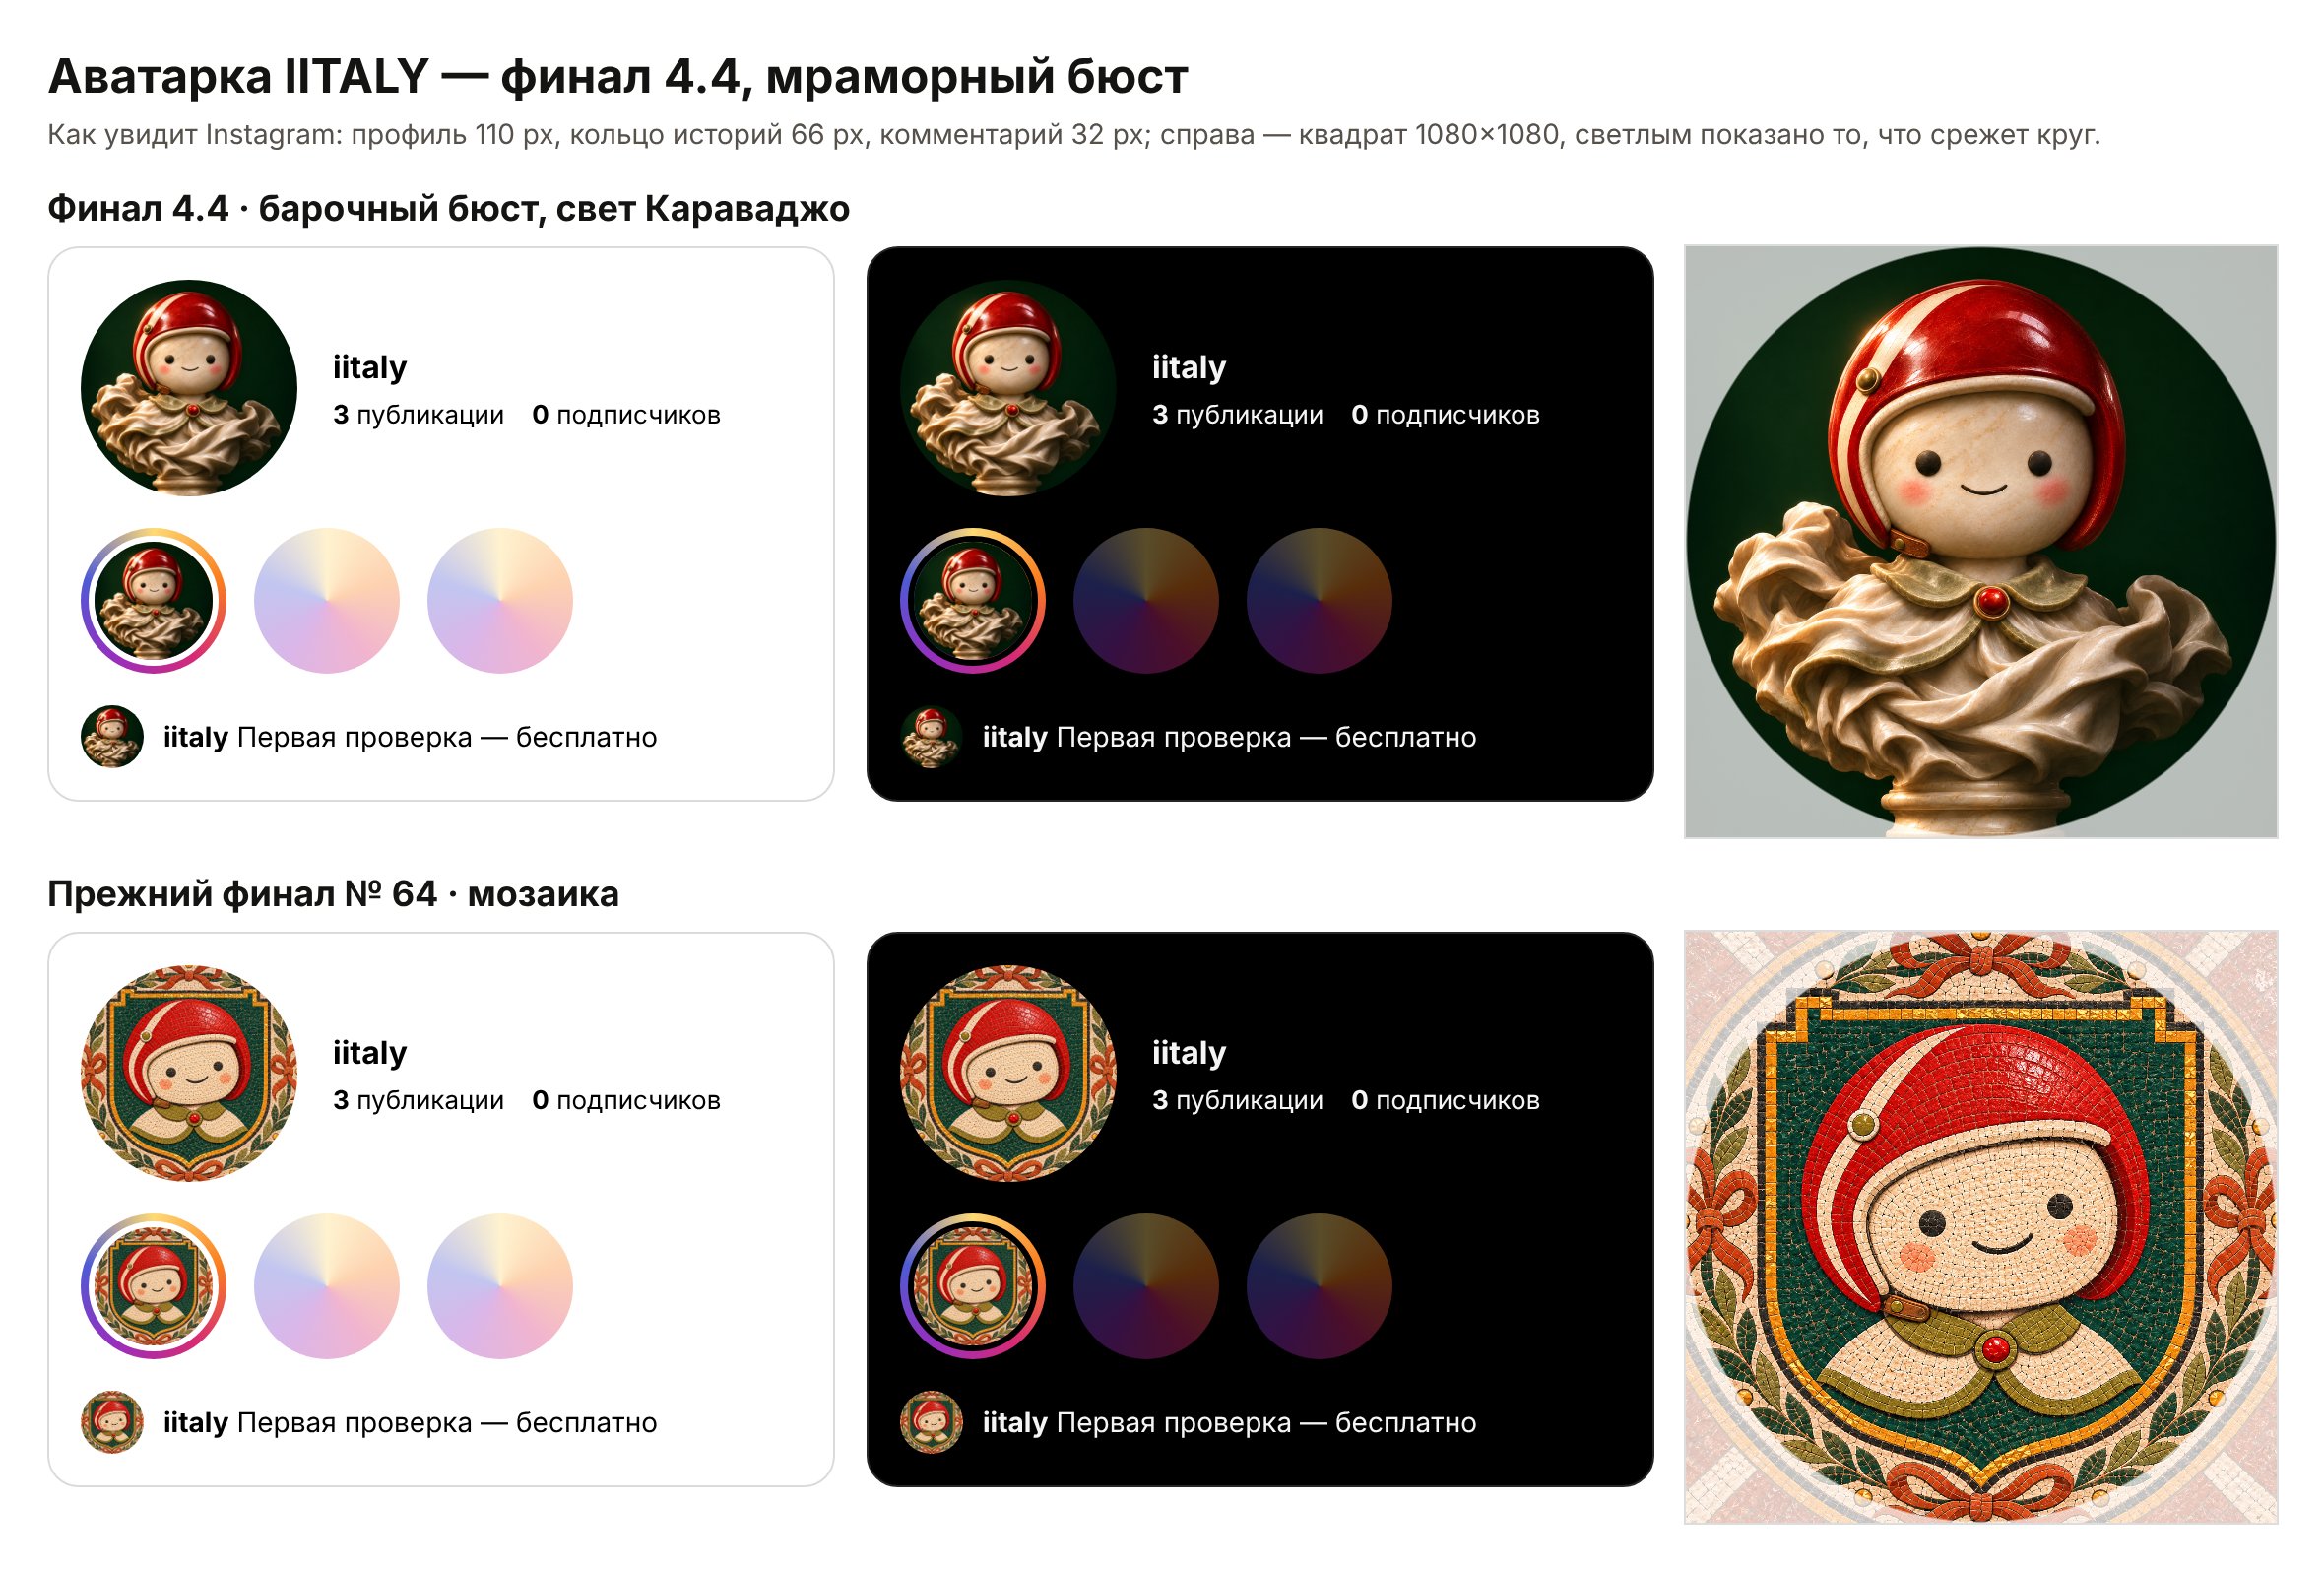 Аватарка IITALY — финал 4.4, мраморный бюст
Как увидит Instagram: профиль 110 px, кольцо историй 66 px, комментарий 32 px; справа — квадрат 1080×1080, светлым показано то, что срежет круг.
Финал 4.4 · барочный бюст, свет Караваджо
iitaly
3 публикации 0 подписчиков
iitaly Первая проверка — бесплатно
iitaly
3 публикации 0 подписчиков
iitaly Первая проверка — бесплатно
Прежний финал № 64 · мозаика
iitaly
3 публикации 0 подписчиков
iitaly Первая проверка — бесплатно
iitaly
3 публикации 0 подписчиков
iitaly Первая проверка — бесплатно